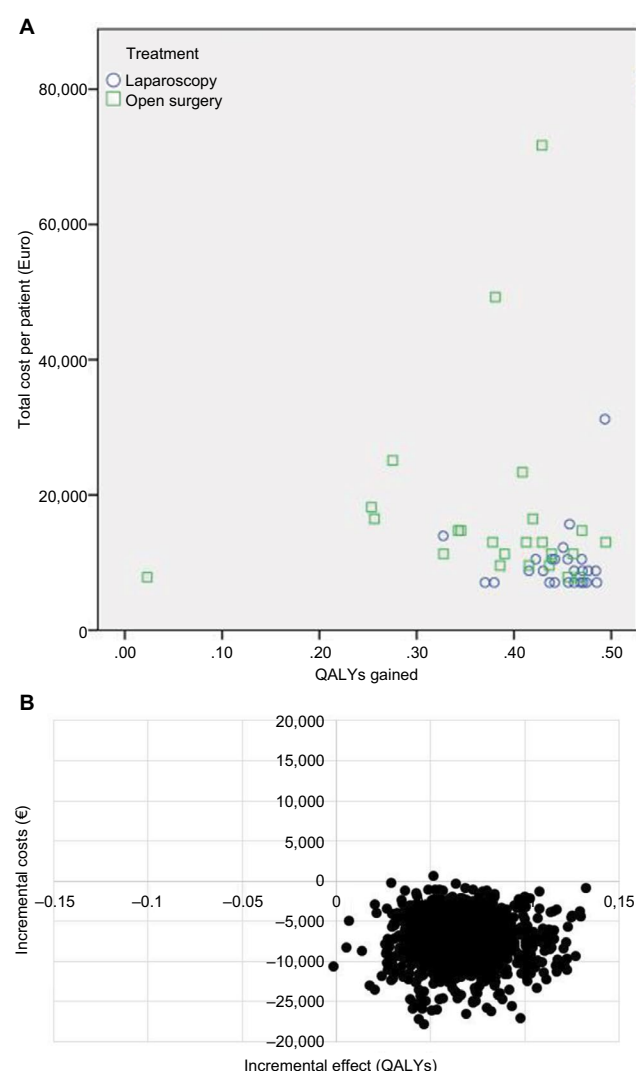 A
Treatment
Laparoscopy
Open surgery
80,000
60,000
40,000
20,000
0
Total cost per patient (Euro)
.00 .10 .20 .30 .40 .50
QALYs gained
B
20,000
15,000
10,000
5,000
0
–0.15 –0.1 –0.05 0 0,15
–5,000
–10,000
–25,000
–20,000
Incremental costs (€)
Incremental effect (QALYs)